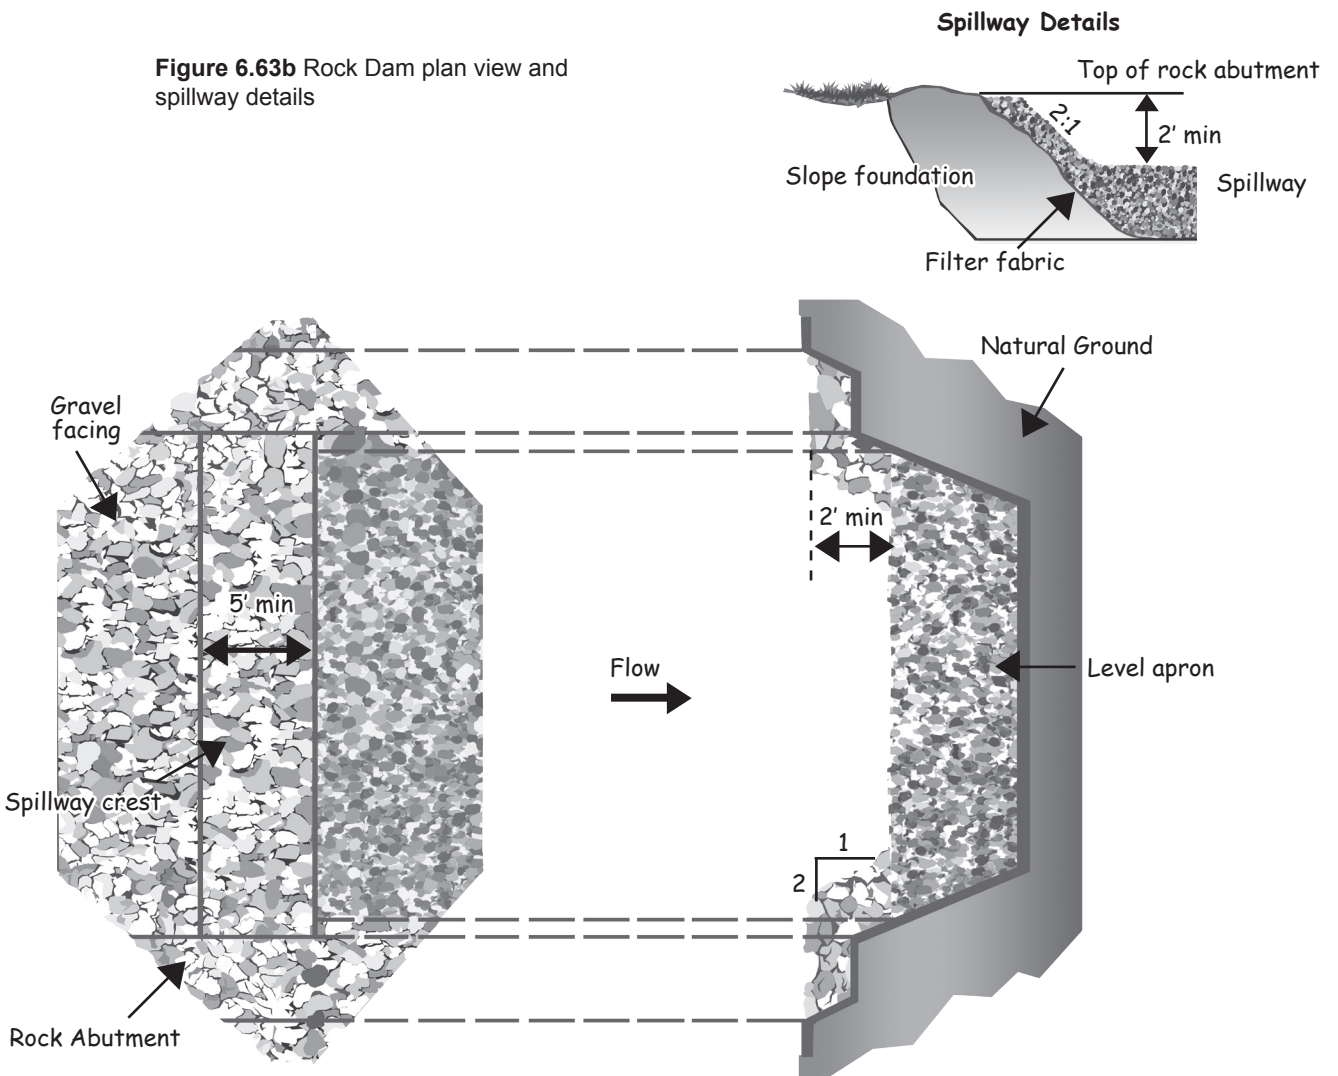 Spillway Details
Figure 6.63b Rock Dam plan view and
spillway details
Top of rock abutment
2:1
2' min
Slope foundation
Spillway
Filter fabric
Natural Ground
Gravel
facing
2' min
5' min
Flow
Level apron
Spillway crest
1
2
Rock Abutment